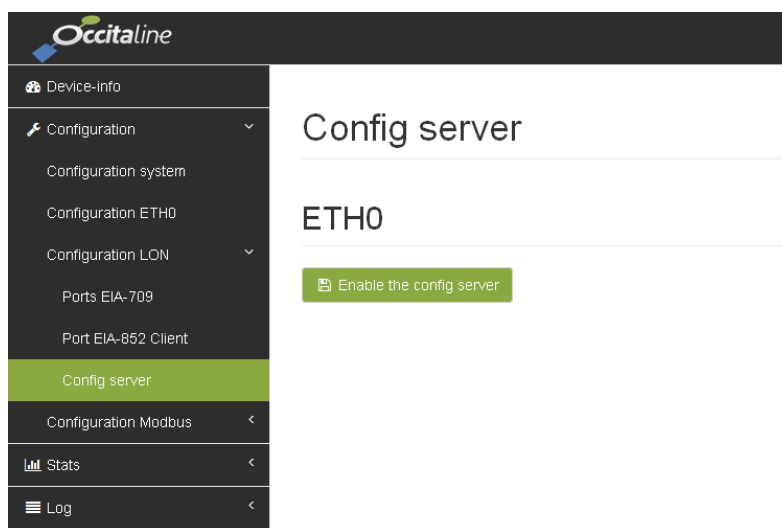 Occitaline
Device-info
Configuration
Configuration system
Configuration ETH0
Configuration LON
Ports EIA-709
Port EIA-852 Client
Config server
Configuration Modbus
Stats
Log
Config server
ETH0
Enable the config server